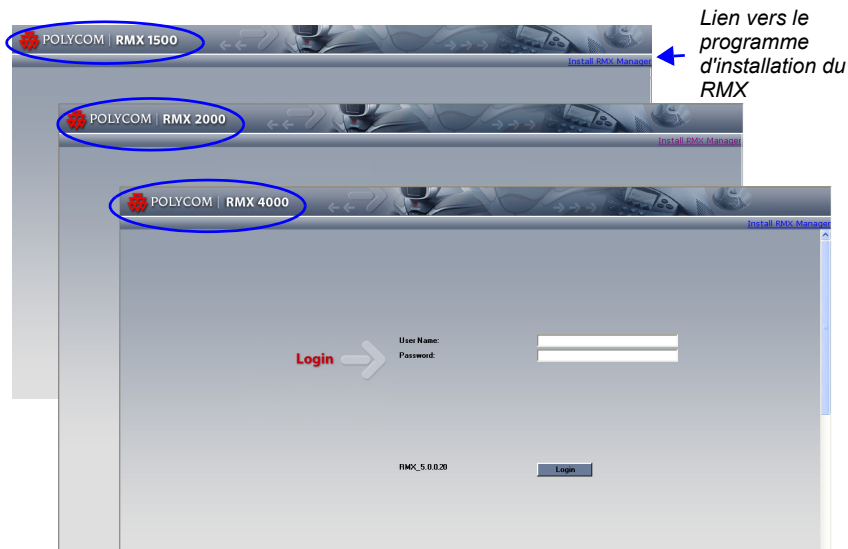 POLYCOM | RMX 1500
Install RMX Manager
Lien vers le
programme
d'installation du
RMX
POLYCOM | RMX 2000
Install RMX Manager
POLYCOM | RMX 4000
Install RMX Manager
Login
User Name:
Password:
RMX_5.0.0.20
Login